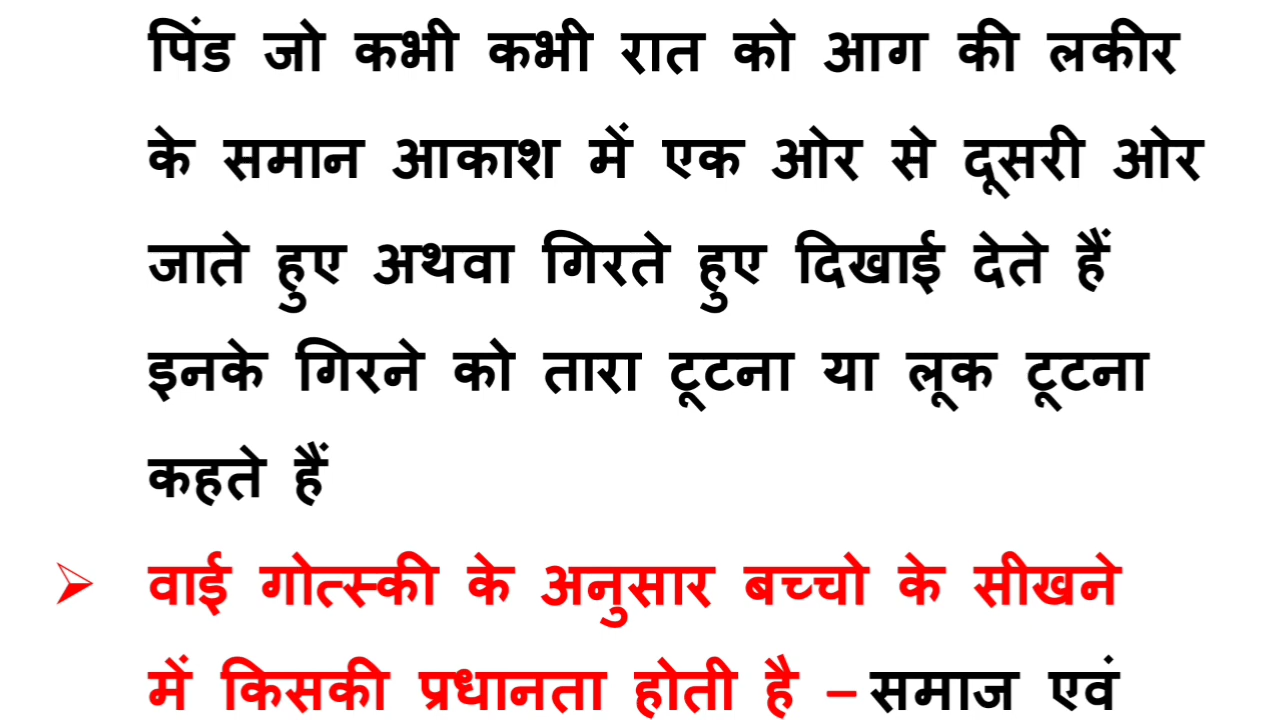 पिंड जो कभी कभी रात को आग की लकीर
के समान आकाश में एक ओर से दूसरी ओर
जाते हुए अथवा गिरते हुए दिखाई देते हैं
इनके गिरने को तारा टूटना या लूक टूटना
कहते हैं
➢ वाई गोत्स्की के अनुसार बच्चो के सीखने
में किसकी प्रधानता होती है – समाज एवं